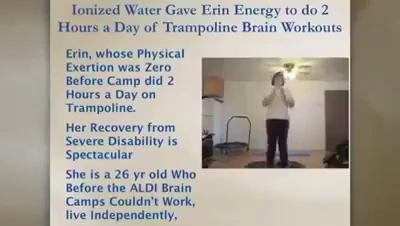 Ionized Water Gave Erin Energy to do 2
Hours a Day of Trampoline Brain Workouts
Erin, whose Physical
Exertion was Zero
Before Camp did 2
Hours a Day on
Trampoline.
Her Recovery from
Severe Disability is
Spectacular
She is a 26 yr old Who
Before the ALDI Brain
Camps Couldn't Work,
live Independently,